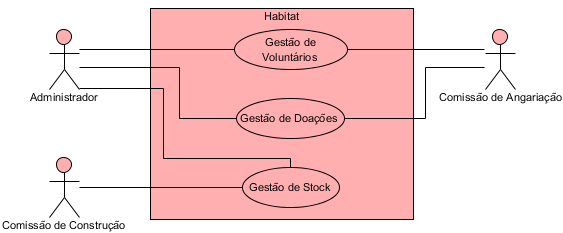 Habitat
Gestão de
Voluntários
Administrador
Comissão de Angariação
Gestão de Doações
Gestão de Stock
Comissão de Construção